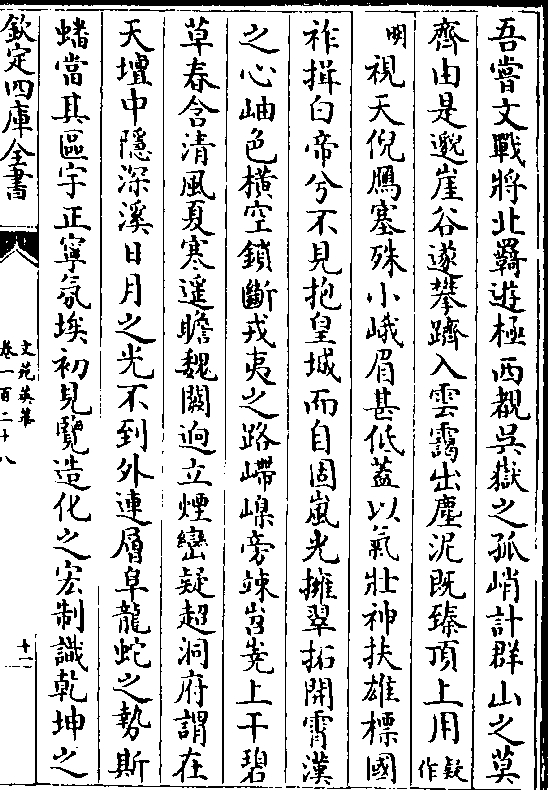 吾嘗文戰將北羇遊極西覩吳嶽之孤峭計群山之莫
齊由是邈崖谷遂攀躋入雲靄出塵泥既臻頂上用疑作
明視天倪鴈塞殊小峨眉甚低蓋以氣壯神扶雄標國
祚揖白帝兮不見抱皇城而自固嵐光擁翠拓開霄漢
之心岫色橫空鎖斷戎夷之路嵽嵲旁竦岧嶤上干碧
草春含清風夏寒遥瞻魏闕迥立煙巒疑超洞府謂在
天壇中隱深溪日月之光不到外連層阜龍蛇之勢斯
蟠當其區宇正寧氛埃初見覽造化之宏制識乾坤之
欽定四庫全書
文苑英華
卷一百二十八
十二